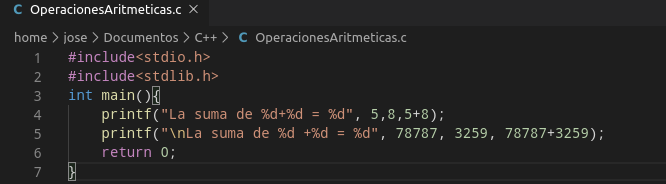 C OperacionesAritmeticas.c ×
home > jose > Documentos > C++ > C OperacionesAritmeticas.c
1 #include<stdio.h>
2 #include<stdlib.h>
3 int main(){
4     printf("La suma de %d+%d = %d", 5,8,5+8);
5     printf("\nLa suma de %d +%d = %d", 78787, 3259, 78787+3259);
6     return 0;
7 }